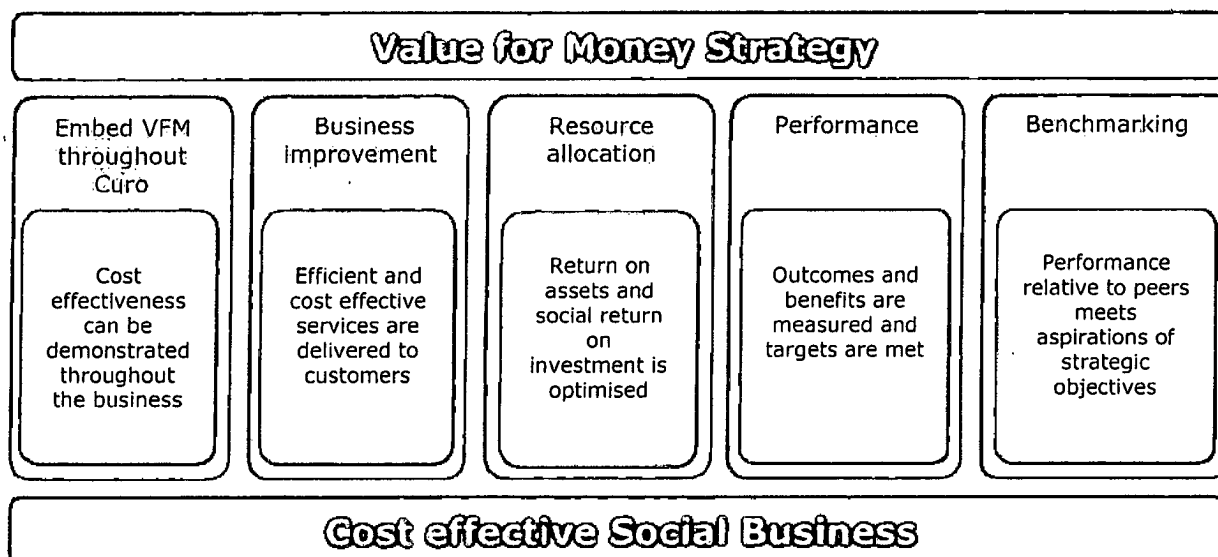 Value for Money Strategy
Embed VFM
throughout
Curo
Cost
effectiveness
can be
demonstrated
throughout
the business
Business
improvement
Efficient and
cost effective
services are
delivered to
customers
Resource
allocation
Return on
assets and
social return
on
investment is
optimised
Performance
Outcomes and
benefits are
measured and
targets are met
Benchmarking
Performance
relative to peers
meets
aspirations of
strategic
objectives
Cost effective Social Business